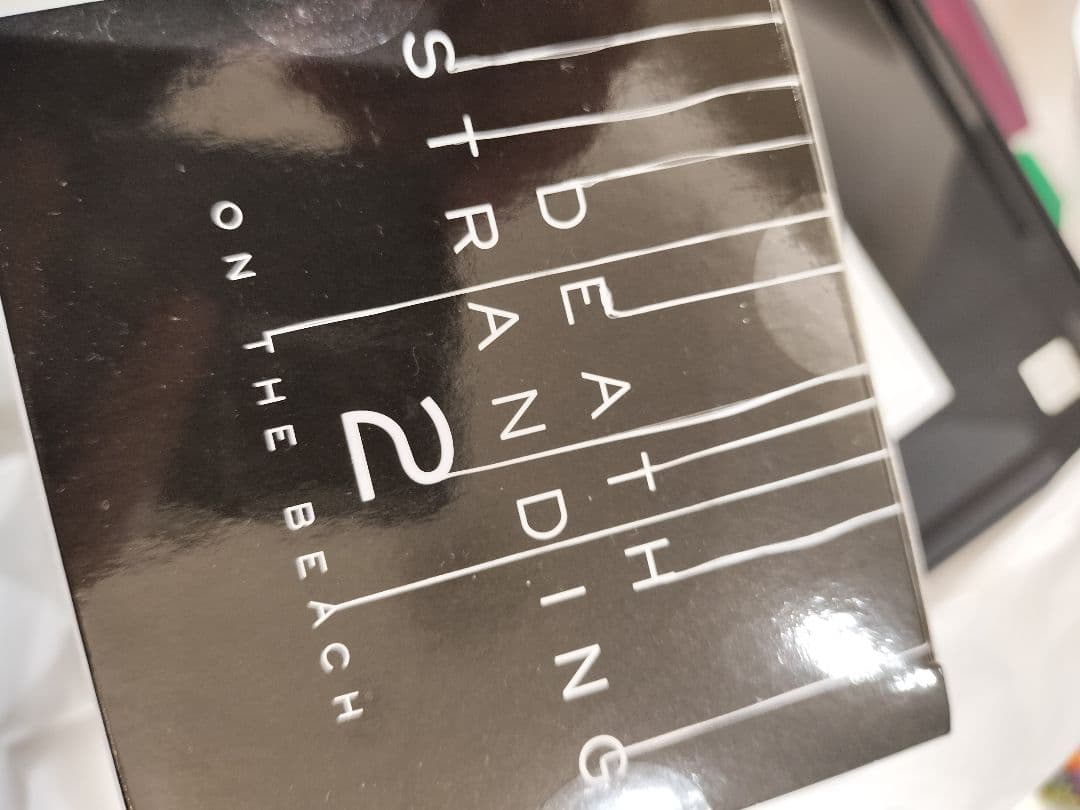 DEAtH
StRANDING
2
ON THE BEACH